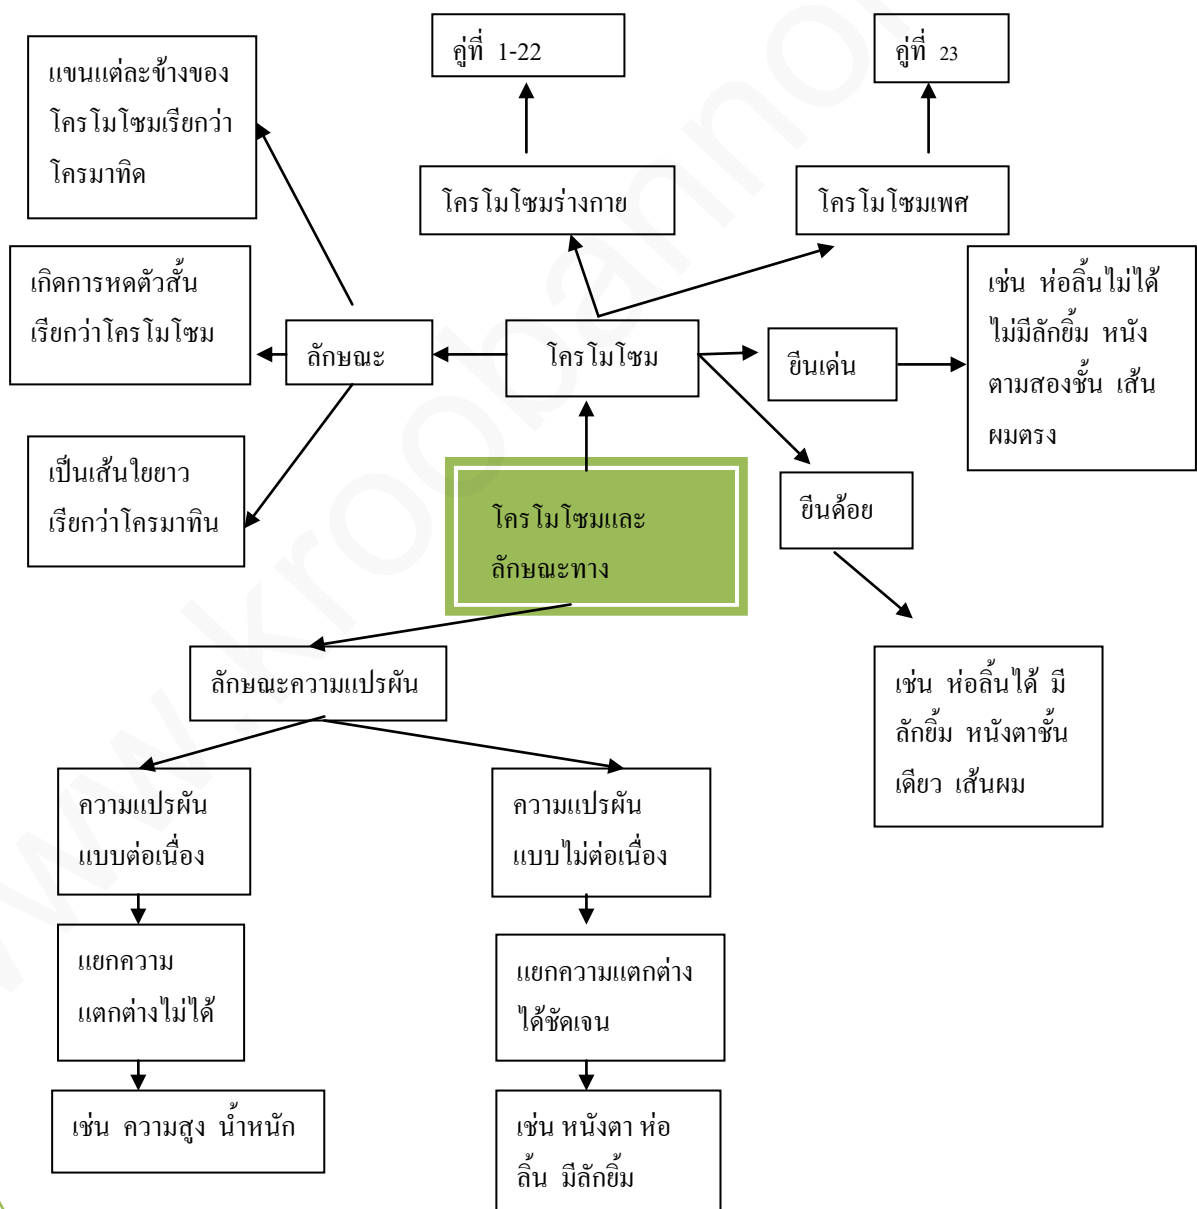 คู่ที่ 1-22
คู่ที่ 23
แขนแต่ละข้างของ
โครโมโซมเรียกว่า
โครมาทิด
โครโมโซมร่างกาย
โครโมโซมเพศ
เกิดการหดตัวสั้น
เรียกว่าโครโมโซม
ลักษณะ
โครโมโซม
ยีนเด่น
เช่น ห่อลิ้นไม่ได้
ไม่มีลักยิ้ม หนัง
ตามสองชั้น เส้น
ผมตรง
เป็นเส้นใยยาว
เรียกว่าโครมาทิน
โครโมโซมและ
ลักษณะทาง
ยีนด้อย
ลักษณะความแปรผัน
เช่น ห่อลิ้นได้ มี
ลักยิ้ม หนังตาชั้น
เดียว เส้นผม
ความแปรผัน
แบบต่อเนื่อง
ความแปรผัน
แบบไม่ต่อเนื่อง
แยกความ
แตกต่างไม่ได้
แยกความแตกต่าง
ได้ชัดเจน
เช่น ความสูง น้ำหนัก
เช่น หนังตา ห่อ
ลิ้น มีลักยิ้ม